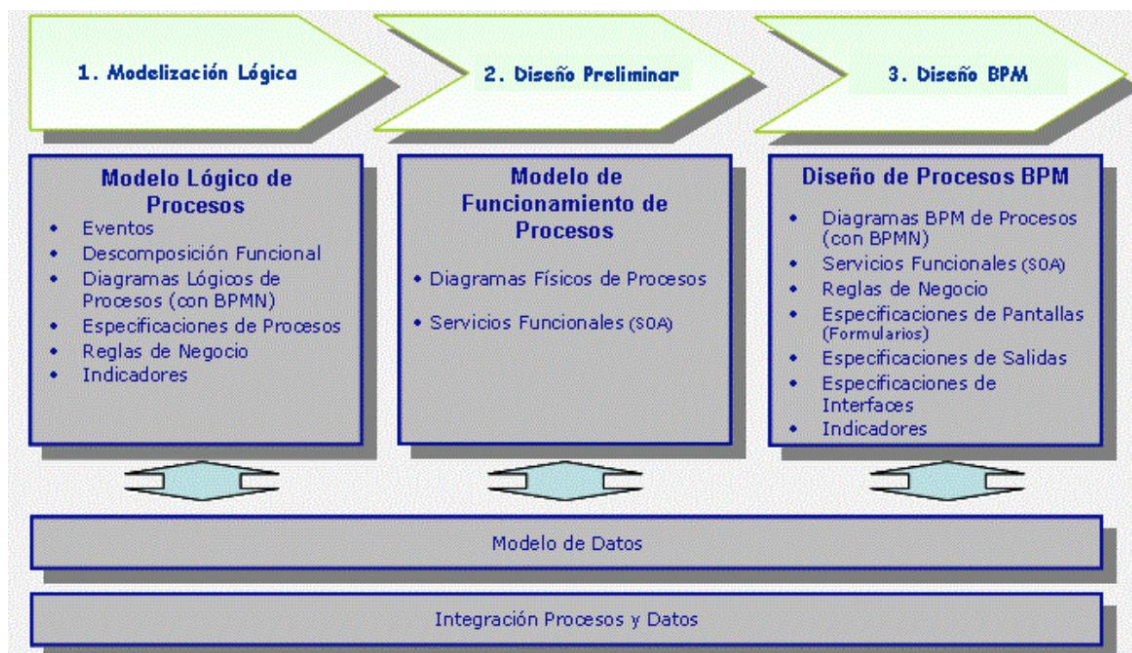 1. Modelización Lógica
2. Diseño Preliminar
3. Diseño BPM
Modelo Lógico de
Procesos
• Eventos
• Descomposición Funcional
• Diagramas Lógicos de
Procesos (con BPMN)
• Especificaciones de Procesos
• Reglas de Negocio
• Indicadores
Modelo de
Funcionamiento de
Procesos
• Diagramas Físicos de Procesos
• Servicios Funcionales (SOA)
Diseño de Procesos BPM
• Diagramas BPM de Procesos
(con BPMN)
• Servicios Funcionales (SOA)
• Reglas de Negocio
• Especificaciones de Pantallas
(Formularios)
• Especificaciones de Salidas
• Especificaciones de
Interfaces
• Indicadores
Modelo de Datos
Integración Procesos y Datos